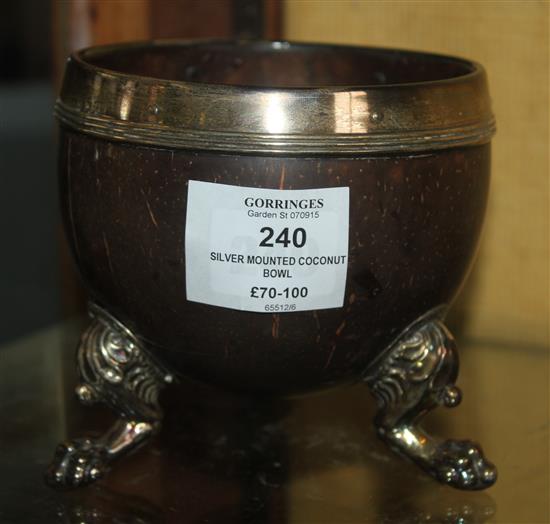 GORRINGES
Garden St 070915
240
SILVER MOUNTED COCONUT
BOWL
£70-100
65512/6